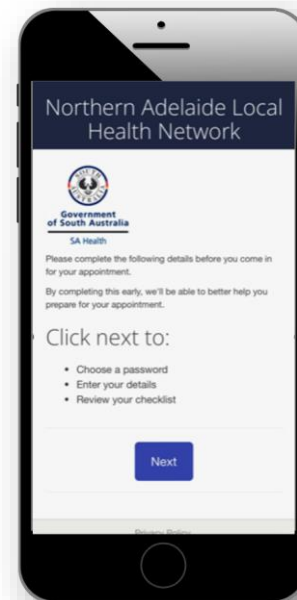 Northern Adelaide Local
Health Network
SOUTH
AUSTRALIA
Government
of South Australia
SA Health
Please complete the following details before you come in
for your appointment.
By completing this early, we'll be able to better help you
prepare for your appointment.
Click next to:
• Choose a password
• Enter your details
• Review your checklist
Next
Privacy Policy